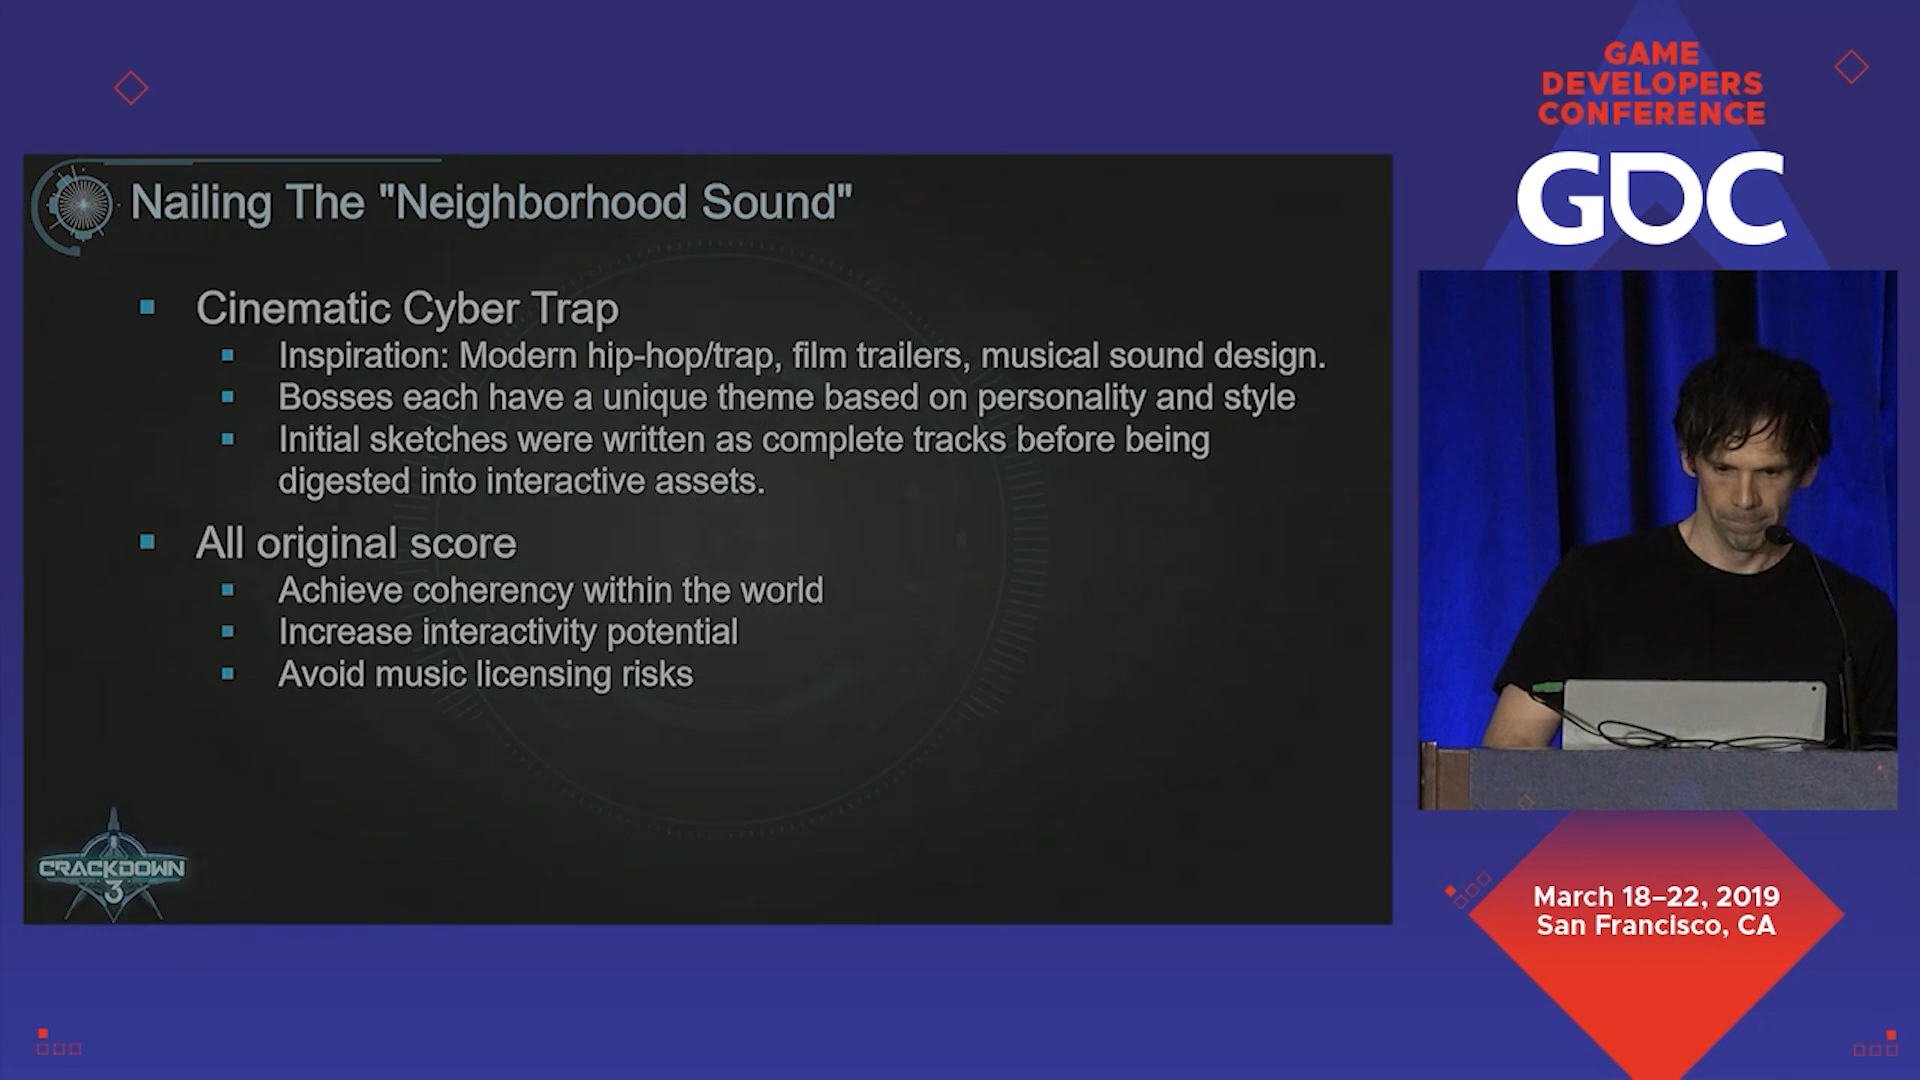 GAME
DEVELOPERS
CONFERENCE
GDC
Nailing The "Neighborhood Sound"
Cinematic Cyber Trap
Inspiration: Modern hip-hop/trap, film trailers, musical sound design.
Bosses each have a unique theme based on personality and style
Initial sketches were written as complete tracks before being
digested into interactive assets.
All original score
Achieve coherency within the world
Increase interactivity potential
Avoid music licensing risks
CRACKDOWN
3
March 18–22, 2019
San Francisco, CA